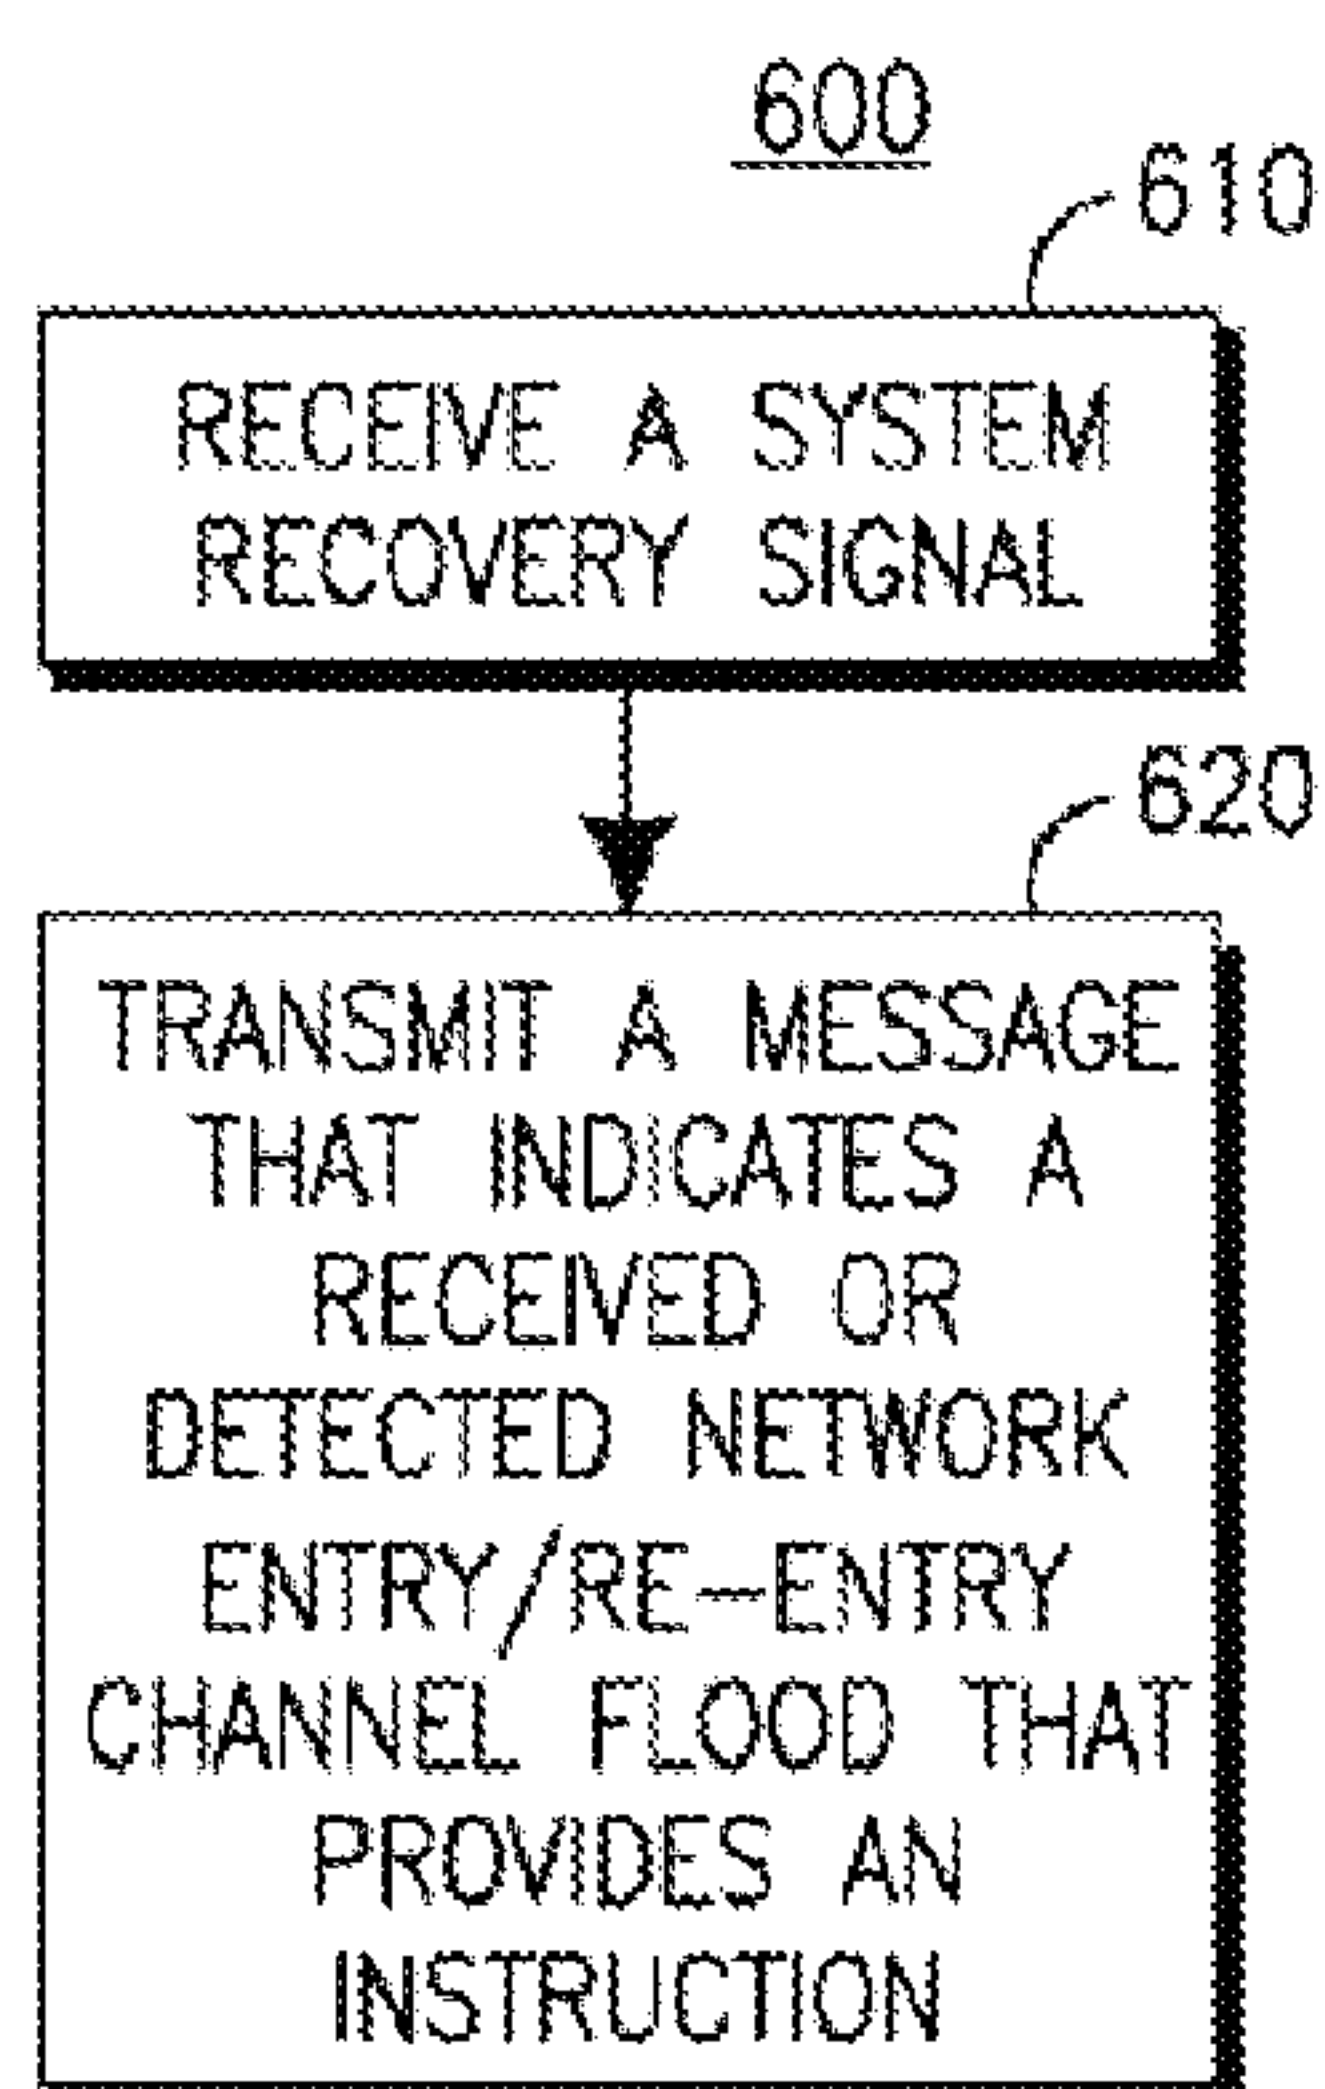 600
610
RECEIVE A SYSTEM
RECOVERY SIGNAL
620
TRANSMIT A MESSAGE
THAT INDICATES A
RECEIVED OR
DETECTED NETWORK
ENTRY/RE-ENTRY
CHANNEL FLOOD THAT
PROVIDES AN
INSTRUCTION